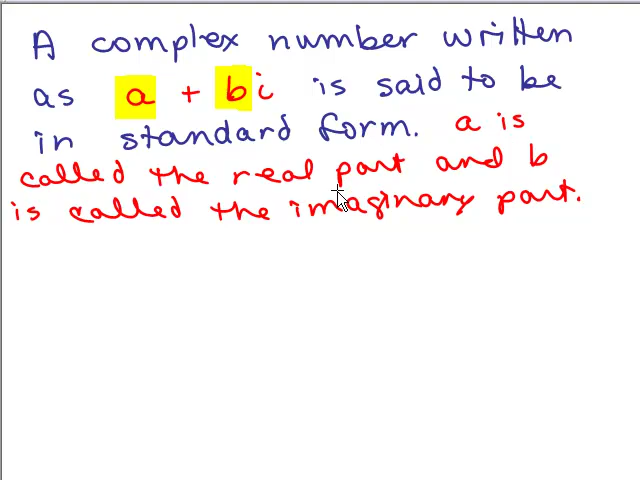 A complex number written
as a + bi is said to be
in standard form. a is
called the real part and b
is called the imaginary part.